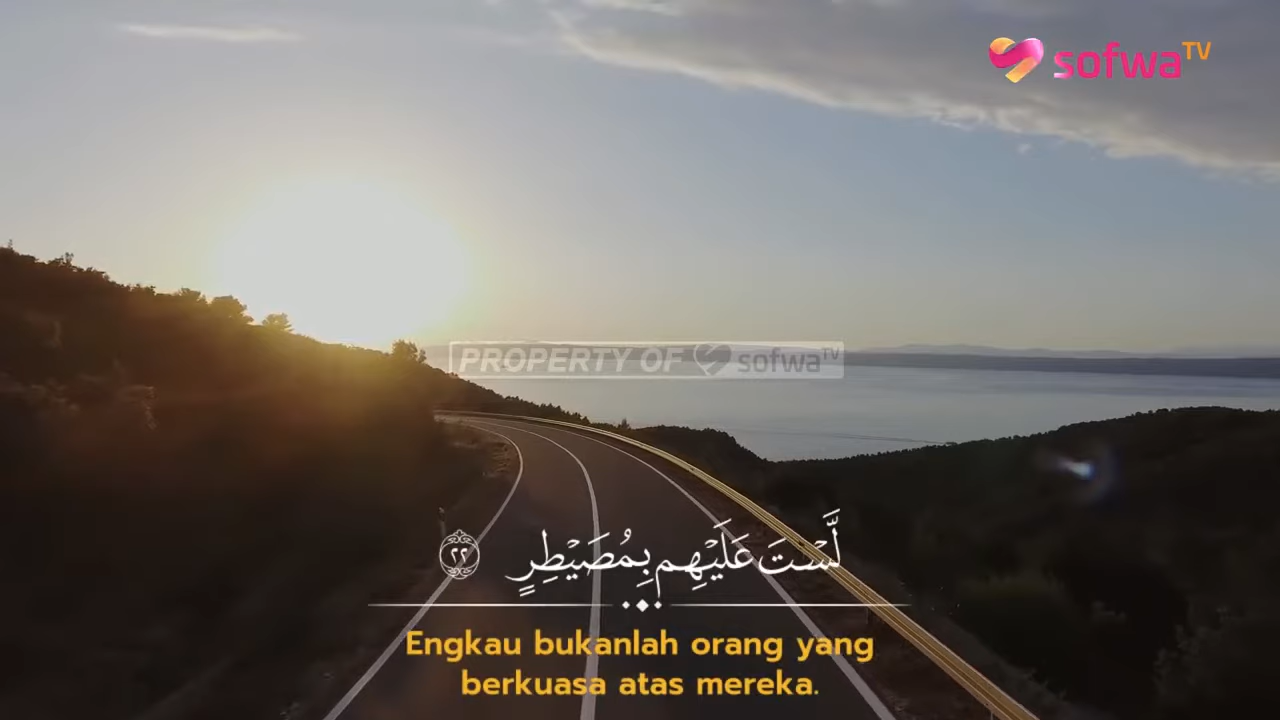 sofwa TV
PROPERTY OF sofwa TV
لَّسْتَ عَلَيْهِم بِمُصَيْطِرٍ ٢٢
Engkau bukanlah orang yang
berkuasa atas mereka.